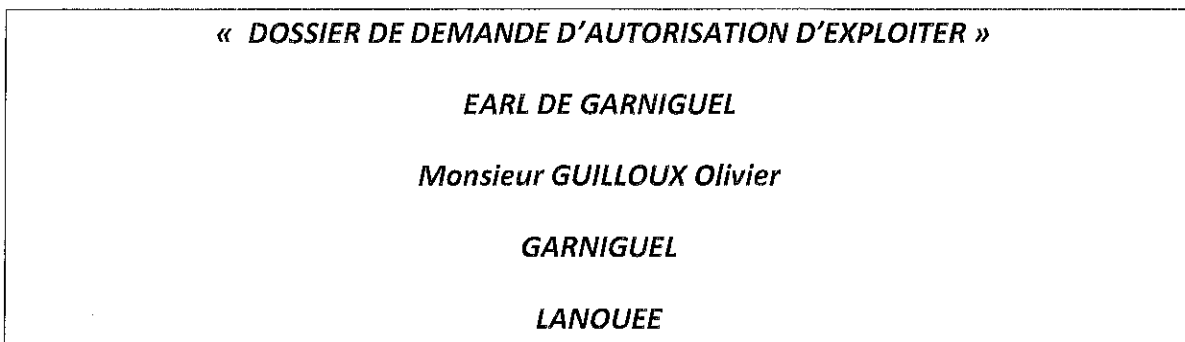 « DOSSIER DE DEMANDE D'AUTORISATION D'EXPLOITER »
EARL DE GARNIGUEL
Monsieur GUILLOUX Olivier
GARNIGUEL
LANOUEE